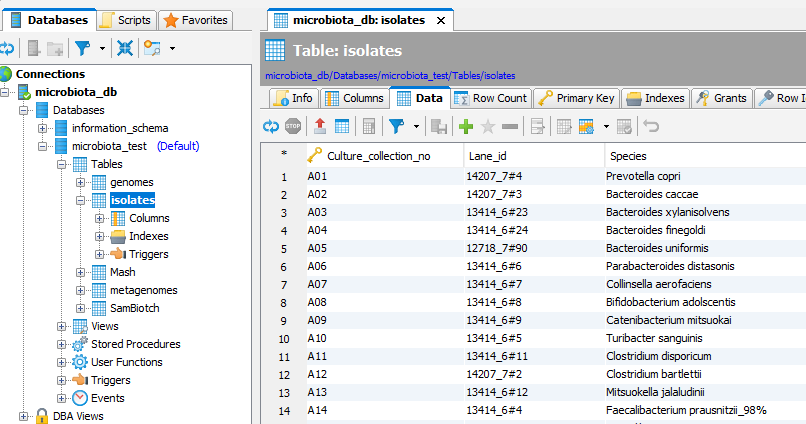 Databases Scripts Favorites
Connections
microbiota_db
Databases
information_schema
microbiota_test (Default)
Tables
genomes
isolates
Columns
Indexes
Triggers
Mash
metagenomes
SamBiotch
Views
Stored Procedures
User Functions
Triggers
Events
DBA Views
microbiota_db: isolates
Table: isolates
microbiota_db/Databases/microbiota_test/Tables/isolates
Info Columns Data Row Count Primary Key Indexes Grants Row I
STOP
* Culture_collection_no Lane_id Species
1 A01 14207_7#4 Prevotella copri
2 A02 14207_7#3 Bacteroides caccae
3 A03 13414_6#23 Bacteroides xylanisolvens
4 A04 13414_6#24 Bacteroides finegoldi
5 A05 12718_7#90 Bacteroides uniformis
6 A06 13414_6#6 Parabacteroides distasonis
7 A07 13414_6#7 Collinsella aerofaciens
8 A08 13414_6#8 Bifidobacterium adolscentis
9 A09 13414_6#9 Catenibacterium mitsuokai
10 A10 13414_6#5 Turibacter sanguinis
11 A11 13414_6#11 Clostridium disporicum
12 A12 14207_7#2 Clostridium bartlettii
13 A13 13414_6#12 Mitsuokella jalaludinii
14 A14 13414_6#4 Faecalibacterium prausnitzii_98%